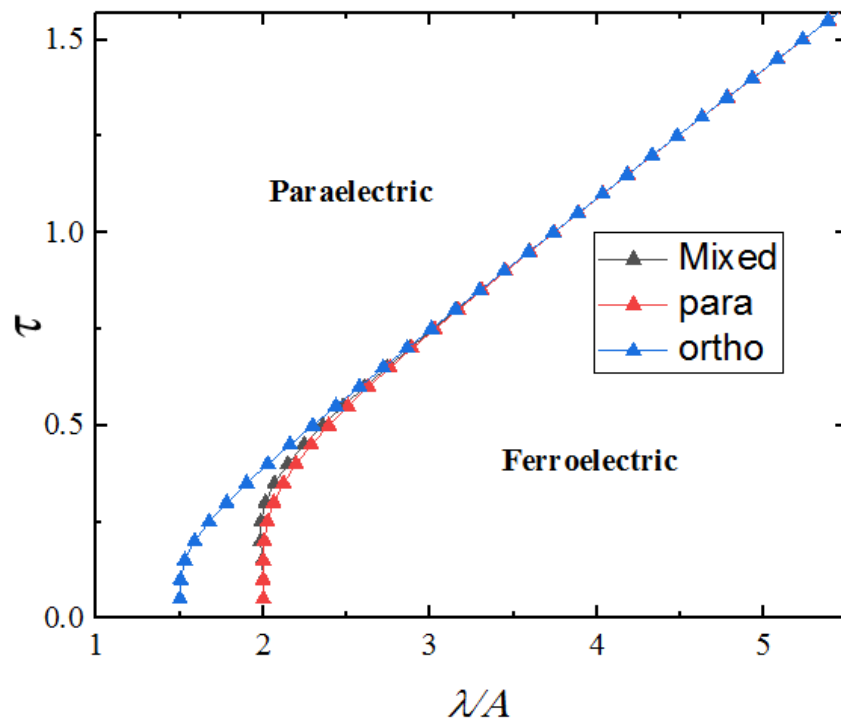 1.5
Paraelectric
1.0
Mixed
para
ortho
τ
0.5
Ferroelectric
0.0
1 2 3 4 5
λ/A